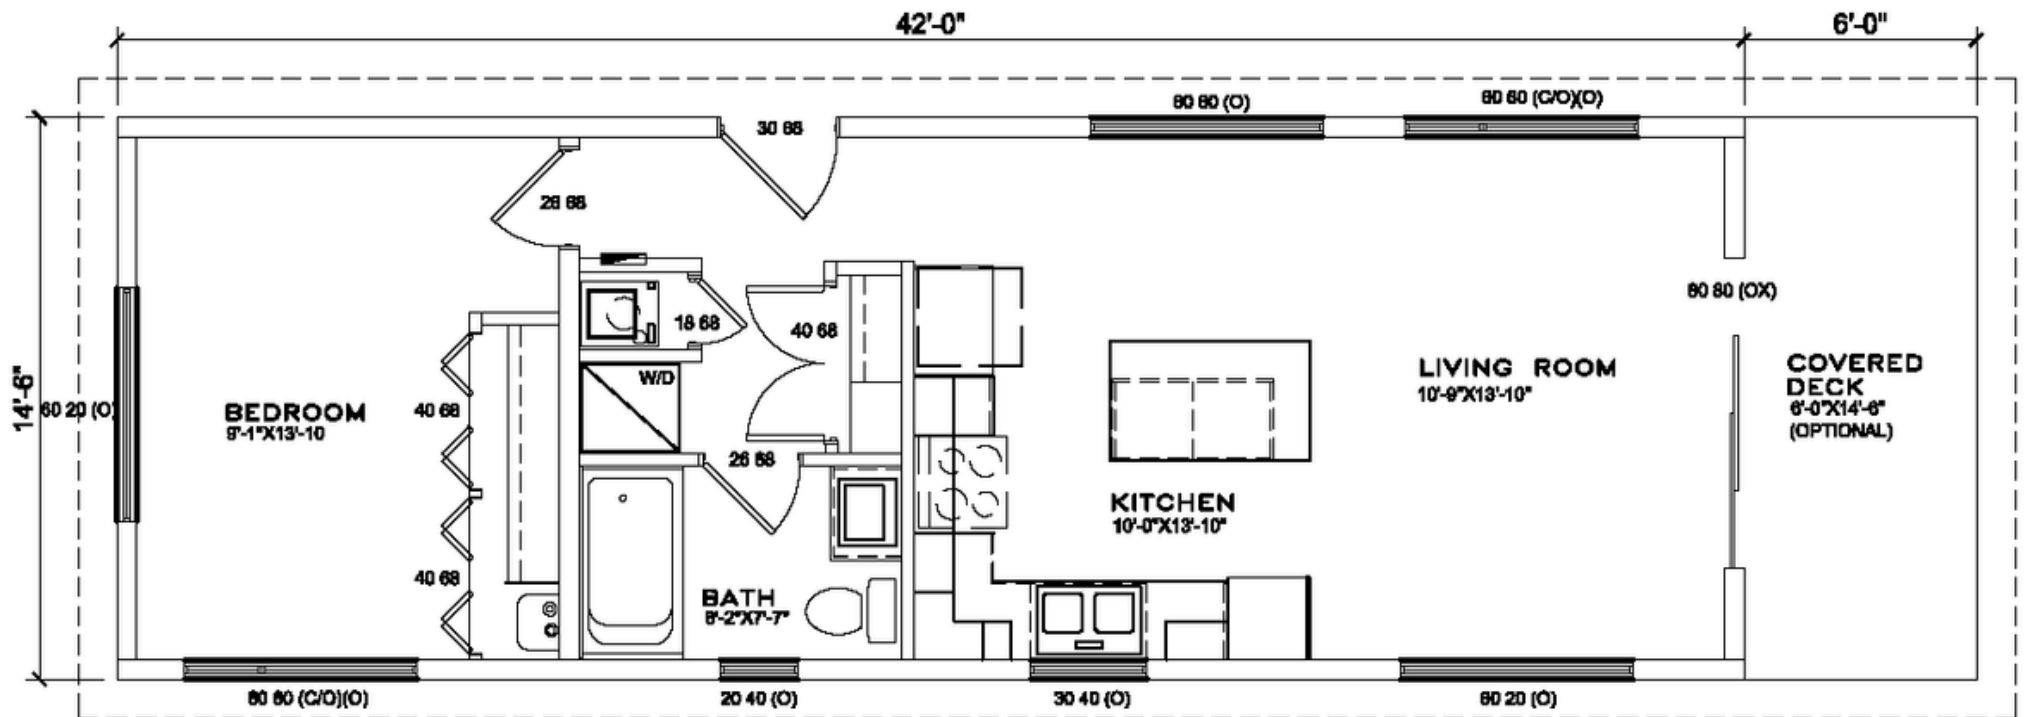 42'-0"
6'-0"
60 60 (O)
60 60 (C/O)(O)
30 68
26 68
14'-6"
60 20 (O)
BEDROOM
9'-1"X13'-10
40 68
40 68
18 68
40 68
W/D
26 68
BATH
8'-2"X7'-7"
KITCHEN
10'-0"X13'-10"
LIVING ROOM
10'-9"X13'-10"
60 80 (OX)
COVERED
DECK
6'-0"X14'-6"
(OPTIONAL)
60 60 (C/O)(O)
20 40 (O)
30 40 (O)
60 20 (O)